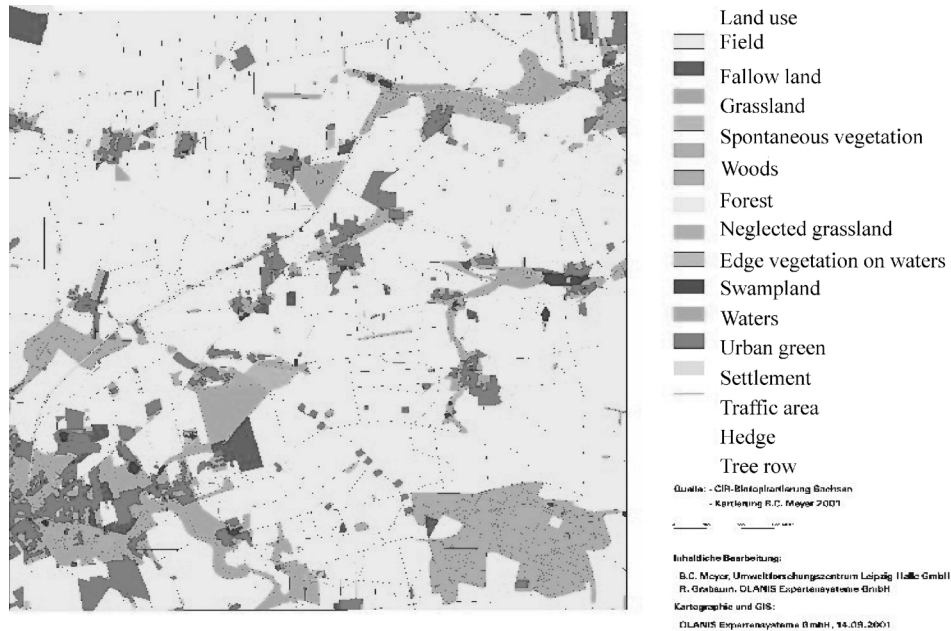 Land use
Field
Fallow land
Grassland
Spontaneous vegetation
Woods
Forest
Neglected grassland
Edge vegetation on waters
Swampland
Waters
Urban green
Settlement
Traffic area
Hedge
Tree row
Quelle: - CIR-Biotopkartierung Sachsen
- Kartierung B.C. Meyer 2001
Inhaltliche Bearbeitung:
B.C. Meyer, Umweltforschungszentrum Leipzig Halle GmbH
R. Grabaum, OLANIS Expertensysteme GmbH
Kartographie und GIS:
OLANIS Expertensysteme GmbH, 14.09.2001